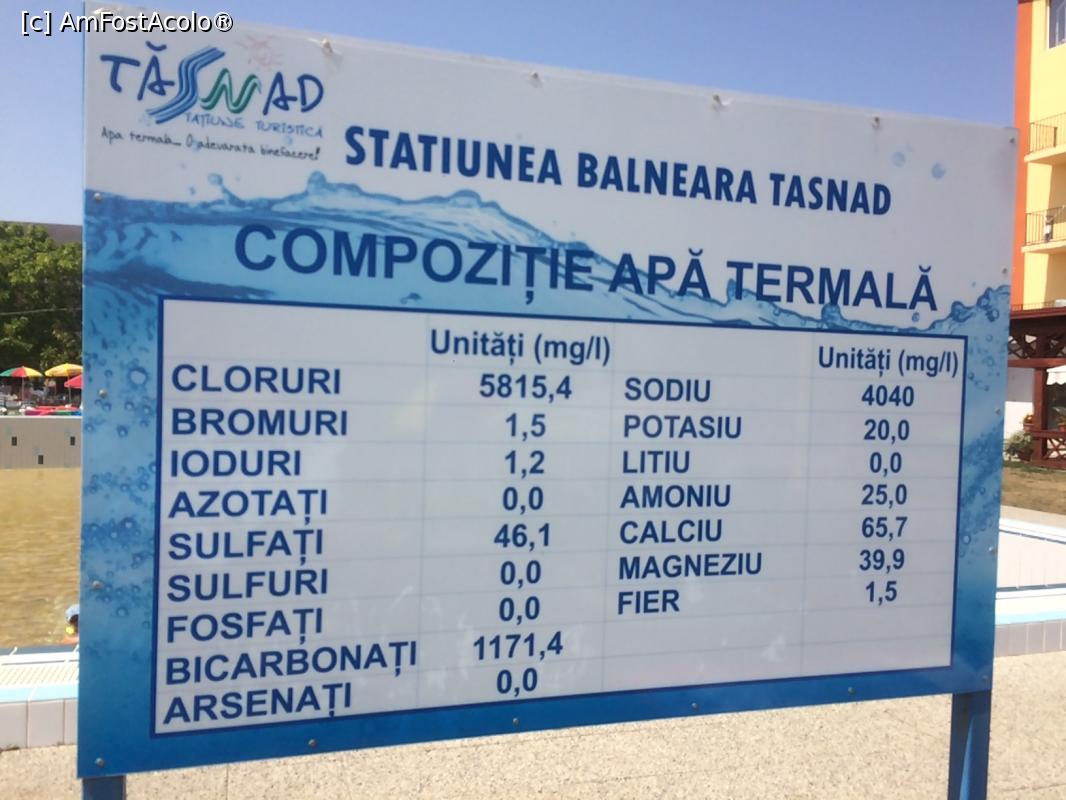 [c] AmFostAcolo®
TĂSNAD
STAȚIUNE TURISTICA
Apa termală... O adevarata binefacere!
STATIUNEA BALNEARA TASNAD
COMPOZIȚIE APĂ TERMALĂ
Unități (mg/l) Unități (mg/l)
CLORURI 5815,4 SODIU 4040
BROMURI 1,5 POTASIU 20,0
IODURI 1,2 LITIU 0,0
AZOTAȚI 0,0 AMONIU 25,0
SULFAȚI 46,1 CALCIU 65,7
SULFURI 0,0 MAGNEZIU 39,9
FOSFAȚI 0,0 FIER 1,5
BICARBONAȚI 1171,4
ARSENAȚI 0,0